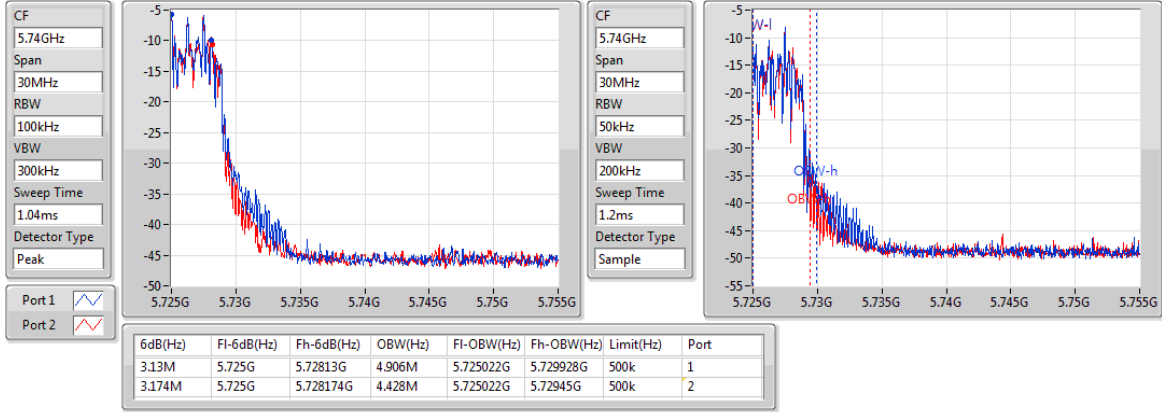 CF
5.74GHz
Span
30MHz
RBW
100kHz
VBW
300kHz
Sweep Time
1.04ms
Detector Type
Peak
-5
-10
-15
-20
-25
-30
-35
-40
-45
-50
5.725G 5.73G 5.735G 5.74G 5.745G 5.75G 5.755G
Port 1
Port 2
CF
5.74GHz
Span
30MHz
RBW
50kHz
VBW
200kHz
Sweep Time
1.2ms
Detector Type
Sample
-5
-10
-15
-20
-25
-30
-35
-40
-45
-50
-55
W-l
5.725G 5.73G 5.735G 5.74G 5.745G 5.75G 5.755G
6dB(Hz) Fl-6dB(Hz) Fh-6dB(Hz) OBW(Hz) Fl-OBW(Hz) Fh-OBW(Hz) Limit(Hz) Port
3.13M 5.725G 5.72813G 4.906M 5.725022G 5.729928G 500k 1
3.174M 5.725G 5.728174G 4.428M 5.725022G 5.72945G 500k 2